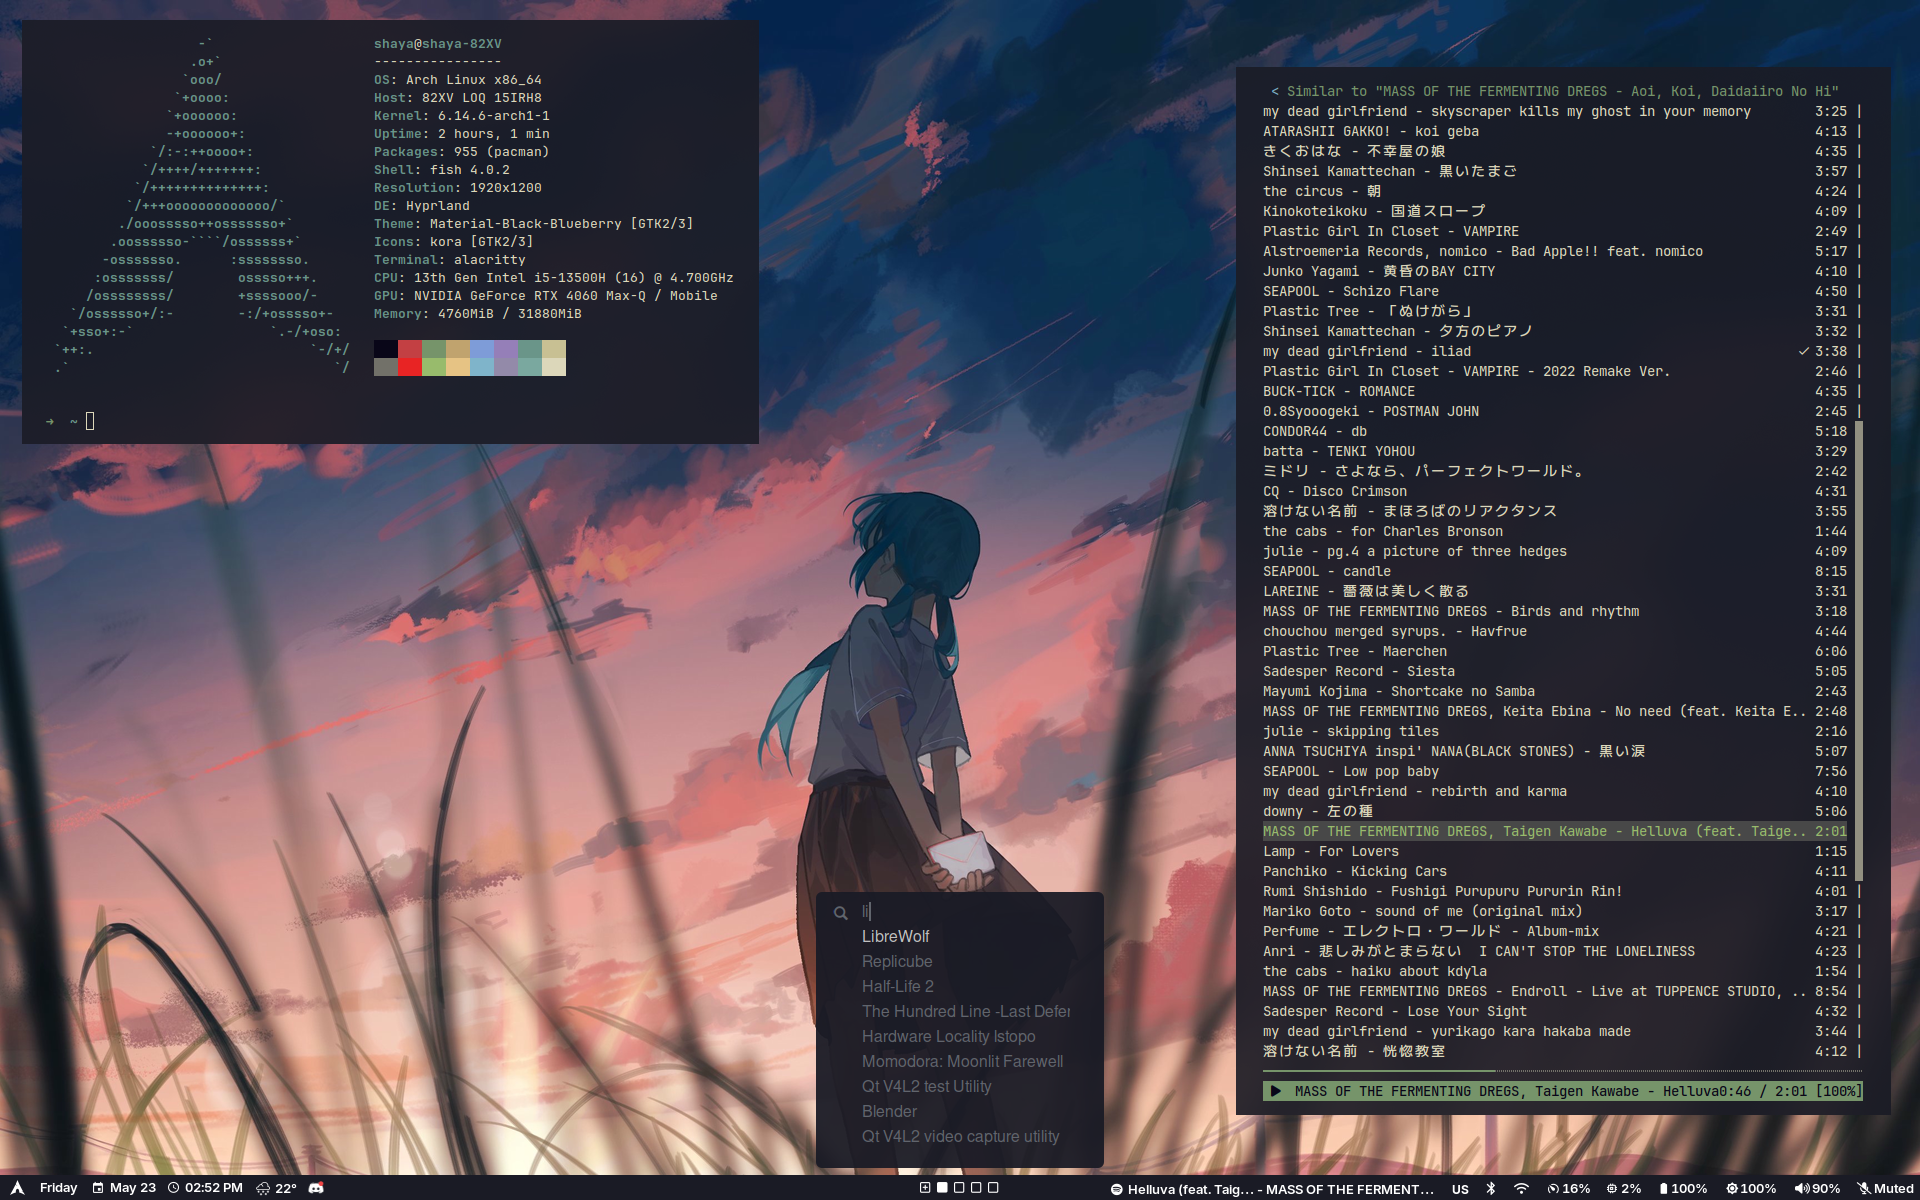 shaya@shaya-82XV
----------------
OS: Arch Linux x86_64
Host: 82XV LOQ 15IRH8
Kernel: 6.14.6-arch1-1
Uptime: 2 hours, 1 min
Packages: 955 (pacman)
Shell: fish 4.0.2
Resolution: 1920x1200
DE: Hyprland
Theme: Material-Black-Blueberry [GTK2/3]
Icons: kora [GTK2/3]
Terminal: alacritty
CPU: 13th Gen Intel i5-13500H (16) @ 4.700GHz
GPU: NVIDIA GeForce RTX 4060 Max-Q / Mobile
Memory: 4760MiB / 31880MiB
→ ~
< Similar to "MASS OF THE FERMENTING DREGS - Aoi, Koi, Daidaiiro No Hi"
my dead girlfriend - skyscraper kills my ghost in your memory 3:25
ATARASHII GAKKO! - koi geba 4:13
きくおはな - 不幸屋の娘 4:35
Shinsei Kamattechan - 黒いたまご 3:57
the circus - 朝 4:24
Kinokoteikoku - 国道スロープ 4:09
Plastic Girl In Closet - VAMPIRE 2:49
Alstroemeria Records, nomico - Bad Apple!! feat. nomico 5:17
Junko Yagami - 黄昏のBAY CITY 4:10
SEAPOOL - Schizo Flare 4:50
Plastic Tree - 「ぬけがら」 3:31
Shinsei Kamattechan - 夕方のピアノ 3:32
my dead girlfriend - iliad ✓ 3:38
Plastic Girl In Closet - VAMPIRE - 2022 Remake Ver. 2:46
BUCK-TICK - ROMANCE 4:35
0.8Syooogeki - POSTMAN JOHN 2:45
CONDOR44 - db 5:18
batta - TENKI YOHOU 3:29
ミドリ - さよなら、パーフェクトワールド。 2:42
CQ - Disco Crimson 4:31
溶けない名前 - まほろばのリアクタンス 3:55
the cabs - for Charles Bronson 1:44
julie - pg.4 a picture of three hedges 4:09
SEAPOOL - candle 8:15
LAREINE - 薔薇は美しく散る 3:31
MASS OF THE FERMENTING DREGS - Birds and rhythm 3:18
chouchou merged syrups. - Havfrue 4:44
Plastic Tree - Maerchen 6:06
Sadesper Record - Siesta 5:05
Mayumi Kojima - Shortcake no Samba 2:43
MASS OF THE FERMENTING DREGS, Keita Ebina - No need (feat. Keita E.. 2:48
julie - skipping tiles 2:16
ANNA TSUCHIYA inspi' NANA(BLACK STONES) - 黒い涙 5:07
SEAPOOL - Low pop baby 7:56
my dead girlfriend - rebirth and karma 4:10
downy - 左の種 5:06
MASS OF THE FERMENTING DREGS, Taigen Kawabe - Helluva (feat. Taige.. 2:01
Lamp - For Lovers 1:15
Panchiko - Kicking Cars 4:11
Rumi Shishido - Fushigi Purupuru Pururin Rin! 4:01
Mariko Goto - sound of me (original mix) 3:17
Perfume - エレクトロ・ワールド - Album-mix 4:21
Anri - 悲しみがとまらない　I CAN'T STOP THE LONELINESS 4:23
the cabs - haiku about kdyla 1:54
MASS OF THE FERMENTING DREGS - Endroll - Live at TUPPENCE STUDIO, .. 8:54
Sadesper Record - Lose Your Sight 4:32
my dead girlfriend - yurikago kara hakaba made 3:44
溶けない名前 - 恍惚教室 4:12
▶ MASS OF THE FERMENTING DREGS, Taigen Kawabe - Helluva0:46 / 2:01 [100%]
li
LibreWolf
Replicube
Half-Life 2
The Hundred Line -Last Defer
Hardware Locality lstopo
Momodora: Moonlit Farewell
Qt V4L2 test Utility
Blender
Qt V4L2 video capture utility
Friday May 23 02:52 PM 22° Helluva (feat. Taig... - MASS OF THE FERMENT... US 16% 2% 100% 100% 90% Muted